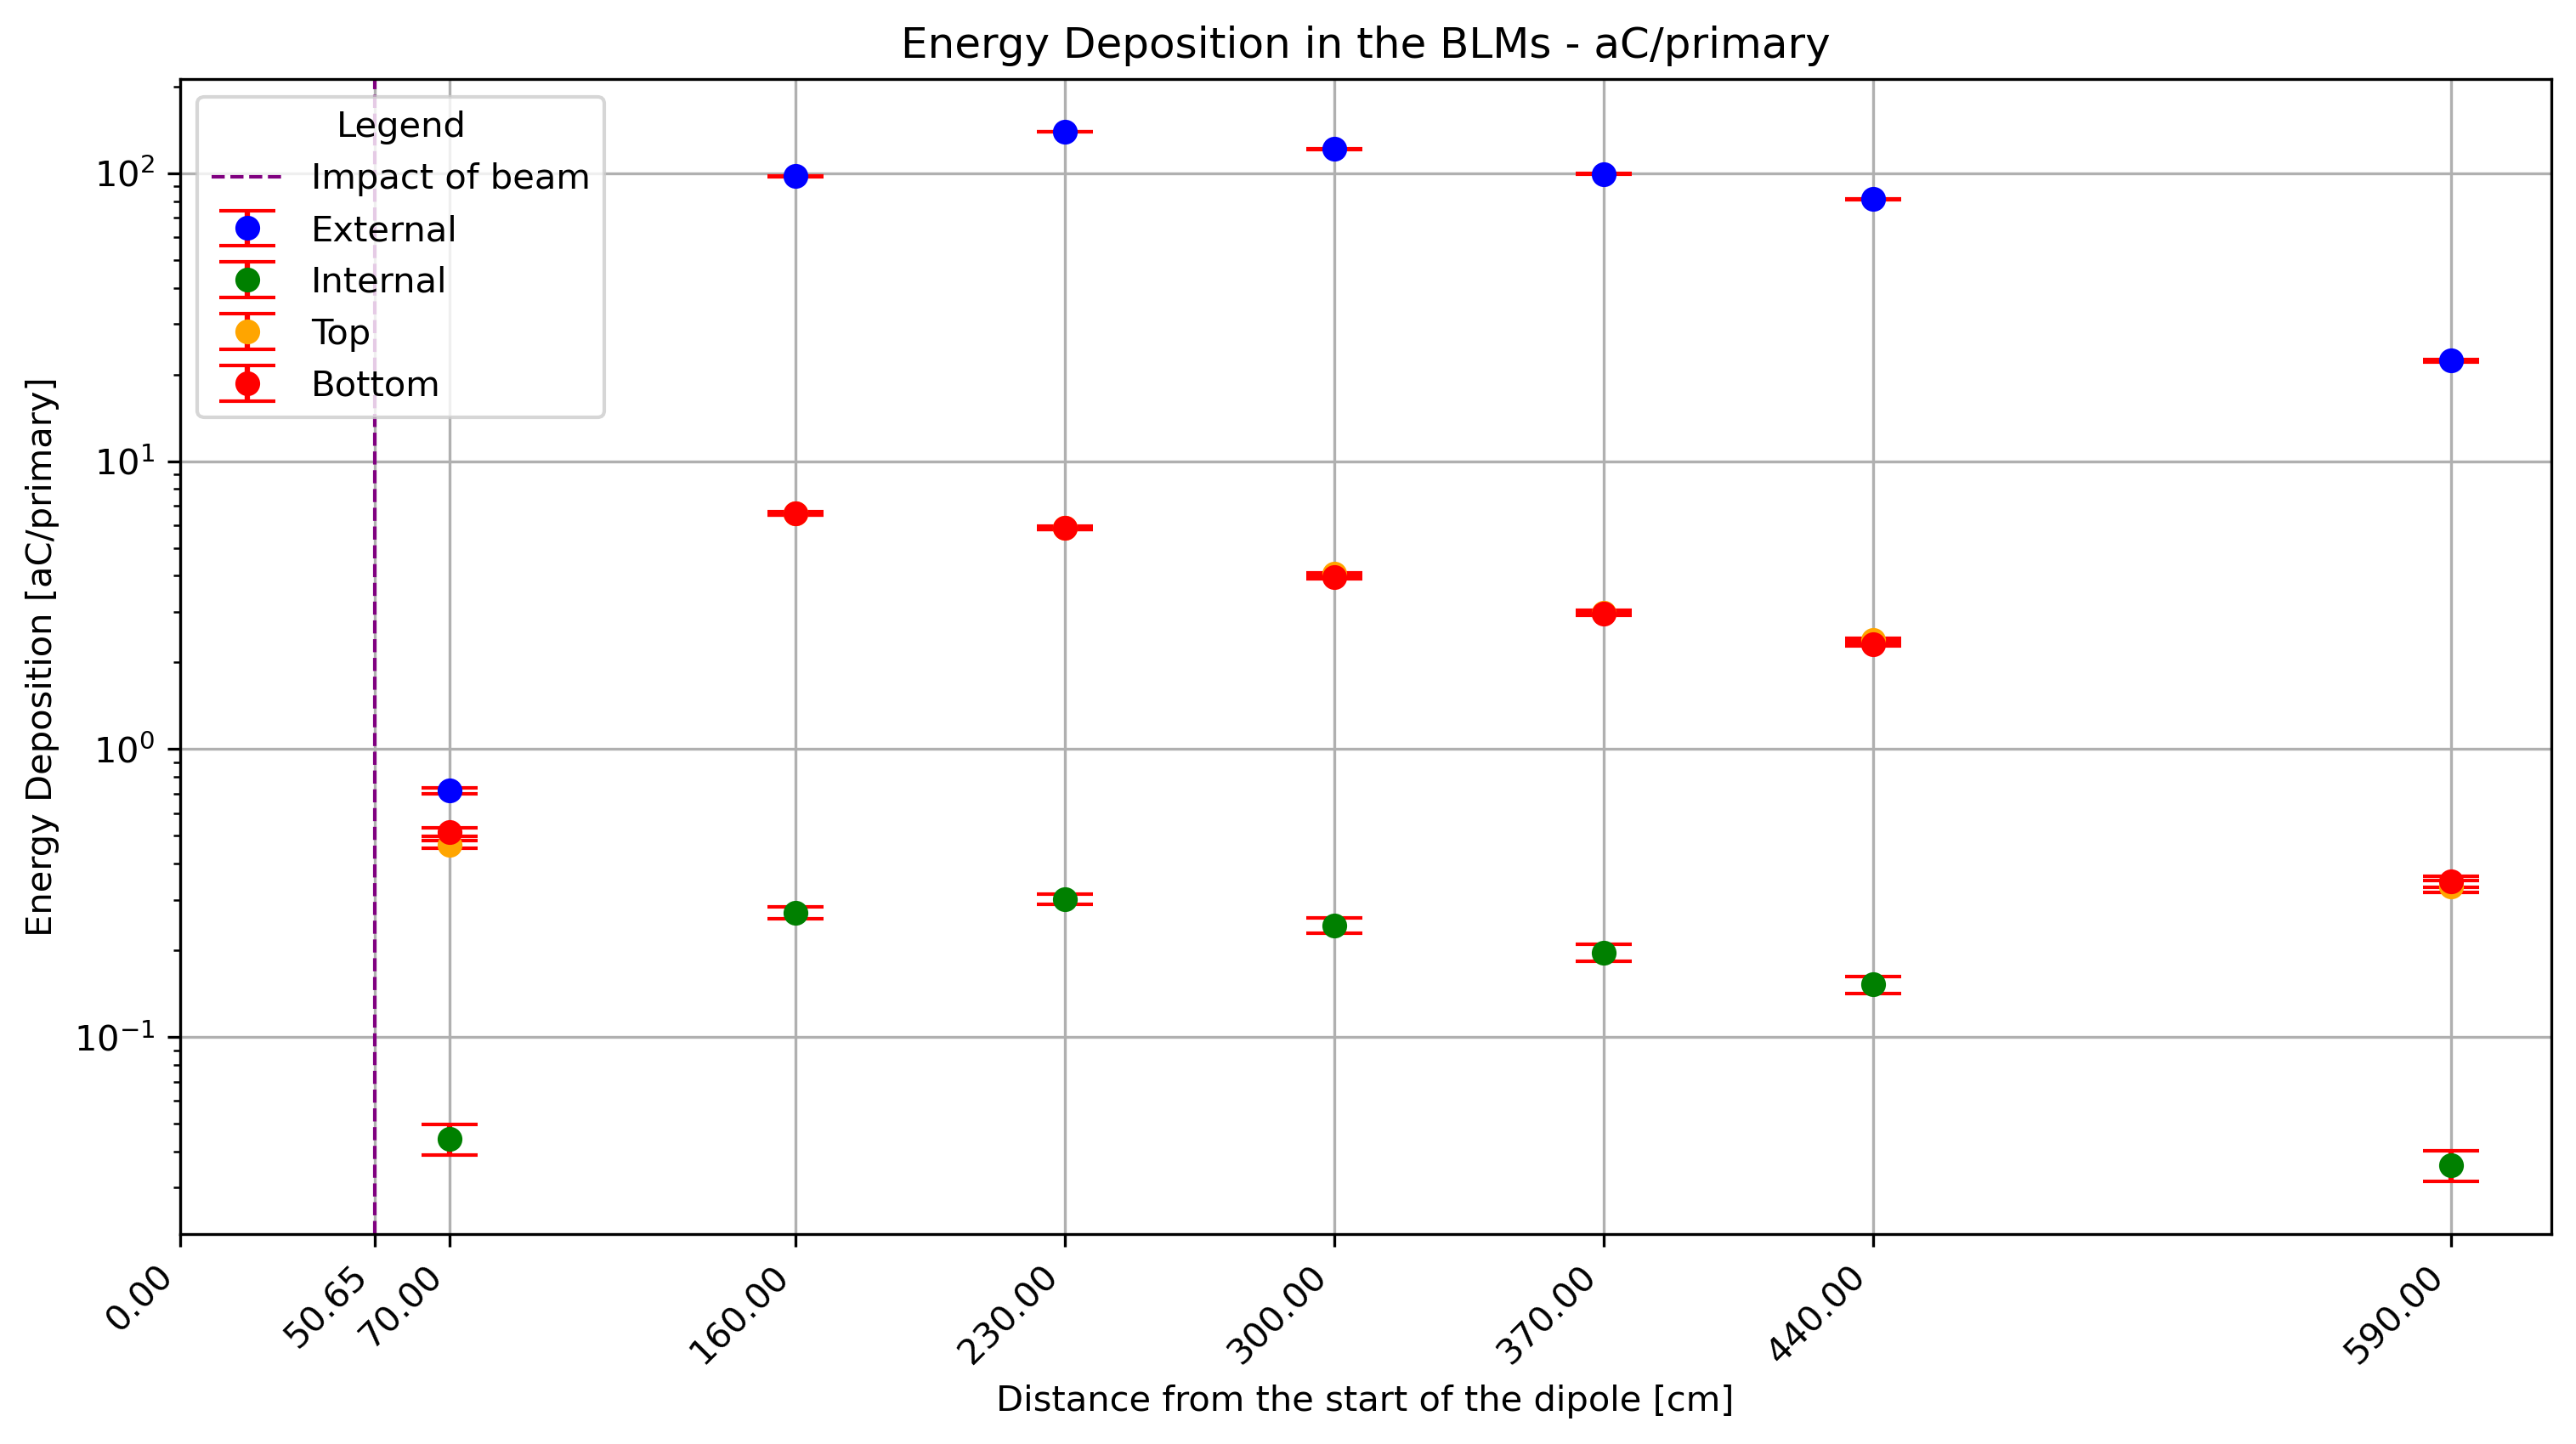 Energy Deposition in the BLMs - aC/primary
Legend
Impact of beam
External
Internal
Top
Bottom
Energy Deposition [aC/primary]
10²
10¹
10⁰
10⁻¹
0.00
50.65
70.00
160.00
230.00
300.00
370.00
440.00
590.00
Distance from the start of the dipole [cm]